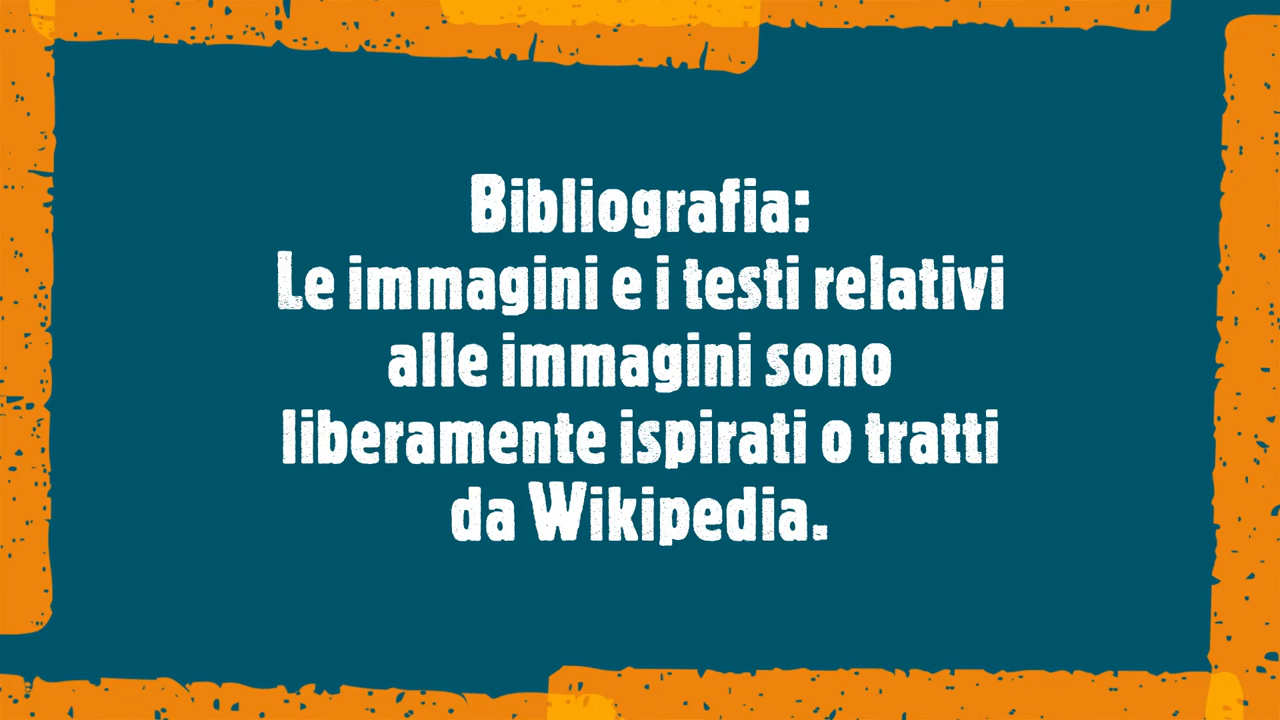 Bibliografia:
Le immagini e i testi relativi
alle immagini sono
liberamente ispirati o tratti
da Wikipedia.